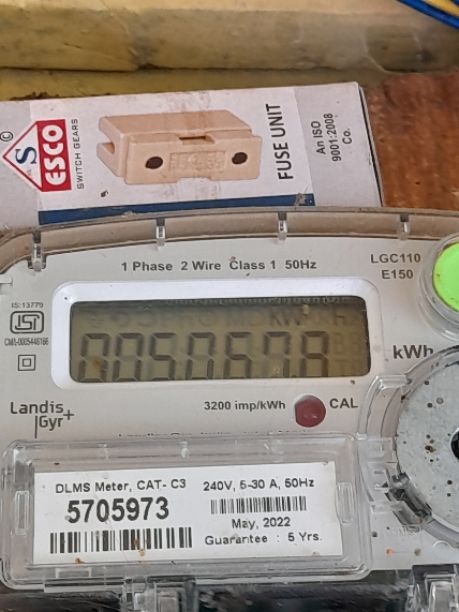 ©
S
ESCO
SWITCH GEARS
FUSE UNIT
An ISO
9001:2008
Co.
1 Phase 2 Wire Class 1 50Hz
LGC110
E150
IS:13779
ISI
kWh
Landis
Gyr+
3200 imp/kWh
CAL
DLMS Meter, CAT- C3
240V, 5-30 A, 50Hz
5705973
May, 2022
Guarantee : 5 Yrs.